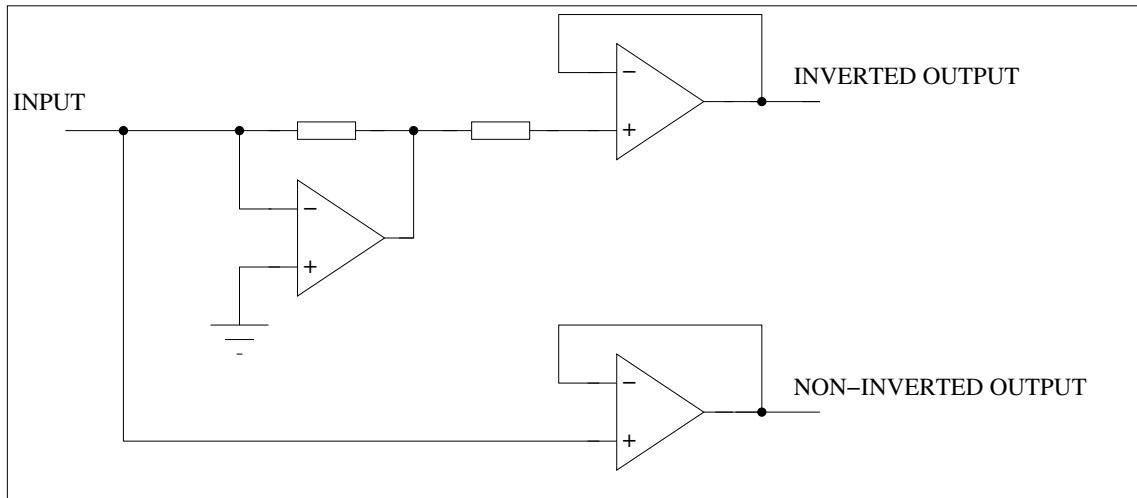 INPUT
INVERTED OUTPUT
−
+
−
+
NON−INVERTED OUTPUT
−
+